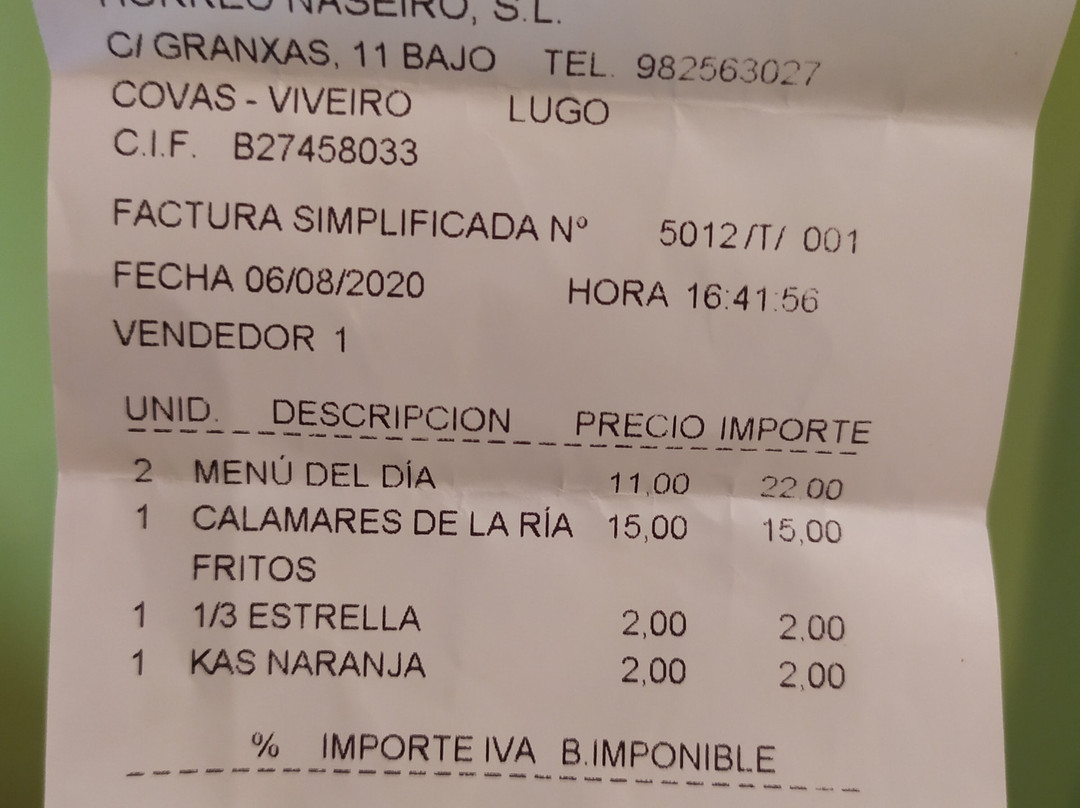 NASEIRO, S.L.
C/ GRANXAS, 11 BAJO TEL. 982563027
COVAS - VIVEIRO LUGO
C.I.F. B27458033
FACTURA SIMPLIFICADA Nº 5012 /T/ 001
FECHA 06/08/2020 HORA 16:41:56
VENDEDOR 1
UNID. DESCRIPCION PRECIO IMPORTE
2 MENÚ DEL DÍA 11,00 22,00
1 CALAMARES DE LA RÍA 15,00 15,00
FRITOS
1 1/3 ESTRELLA 2,00 2,00
1 KAS NARANJA 2,00 2,00
% IMPORTE IVA B.IMPONIBLE